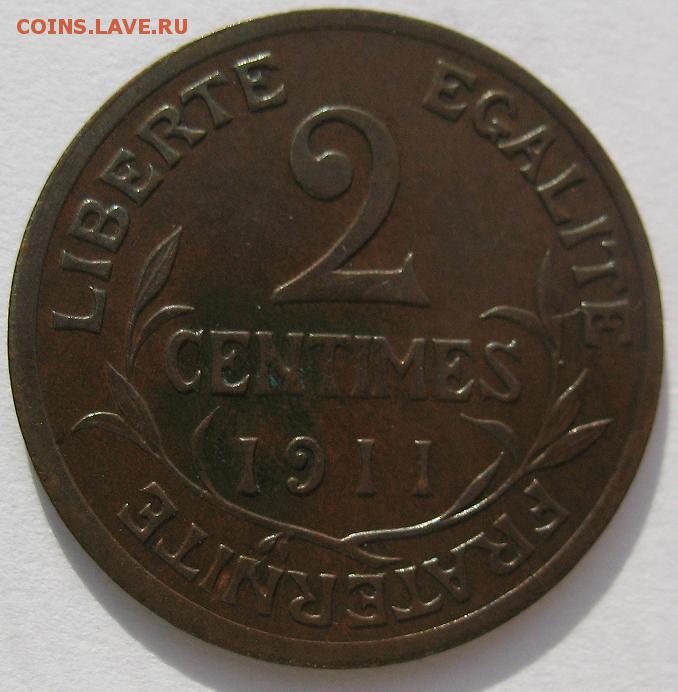 COINS.LAVE.RU
LIBERTE EGALITE FRATERNITE
2
CENTIMES
1911